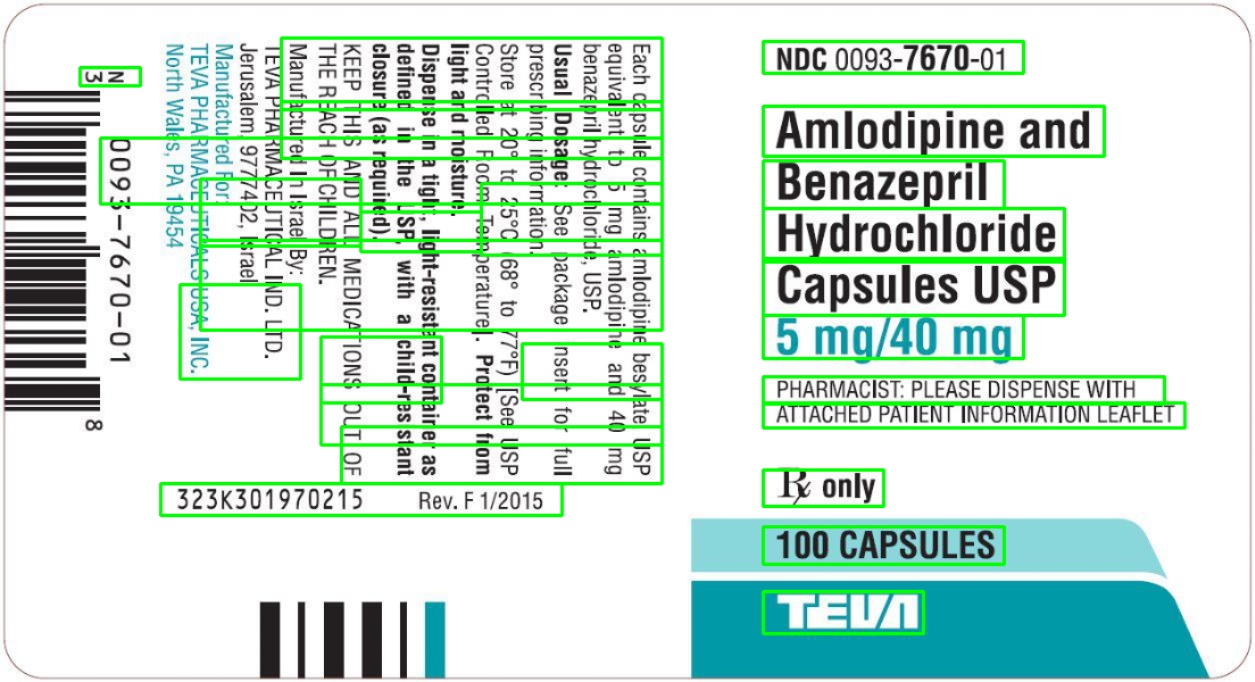 NDC 0093-7670-01
Amlodipine and
Benazepril
Hydrochloride
Capsules USP
5 mg/40 mg
PHARMACIST: PLEASE DISPENSE WITH
ATTACHED PATIENT INFORMATION LEAFLET
Rx only
100 CAPSULES
TEVA
Each capsule contains amlodipine besylate USP
equivalent to 5 mg amlodipine and 40 mg
benazepril hydrochloride, USP.
Usual Dosage: See package insert for full
prescribing information.
Store at 20° to 25°C (68° to 77°F) [See USP
Controlled Room Temperature]. Protect from
light and moisture.
Dispense in a tight, light-resistant container as
defined in the USP, with a child-resistant
closure (as required).
KEEP THIS AND ALL MEDICATIONS OUT OF
THE REACH OF CHILDREN.
Manufactured In Israel By:
TEVA PHARMACEUTICAL IND. LTD.
Jerusalem, 9777402, Israel
Manufactured For:
TEVA PHARMACEUTICALS USA, INC.
North Wales, PA 19454
N
3
0093-7670-01
8
323K301970215 Rev. F 1/2015